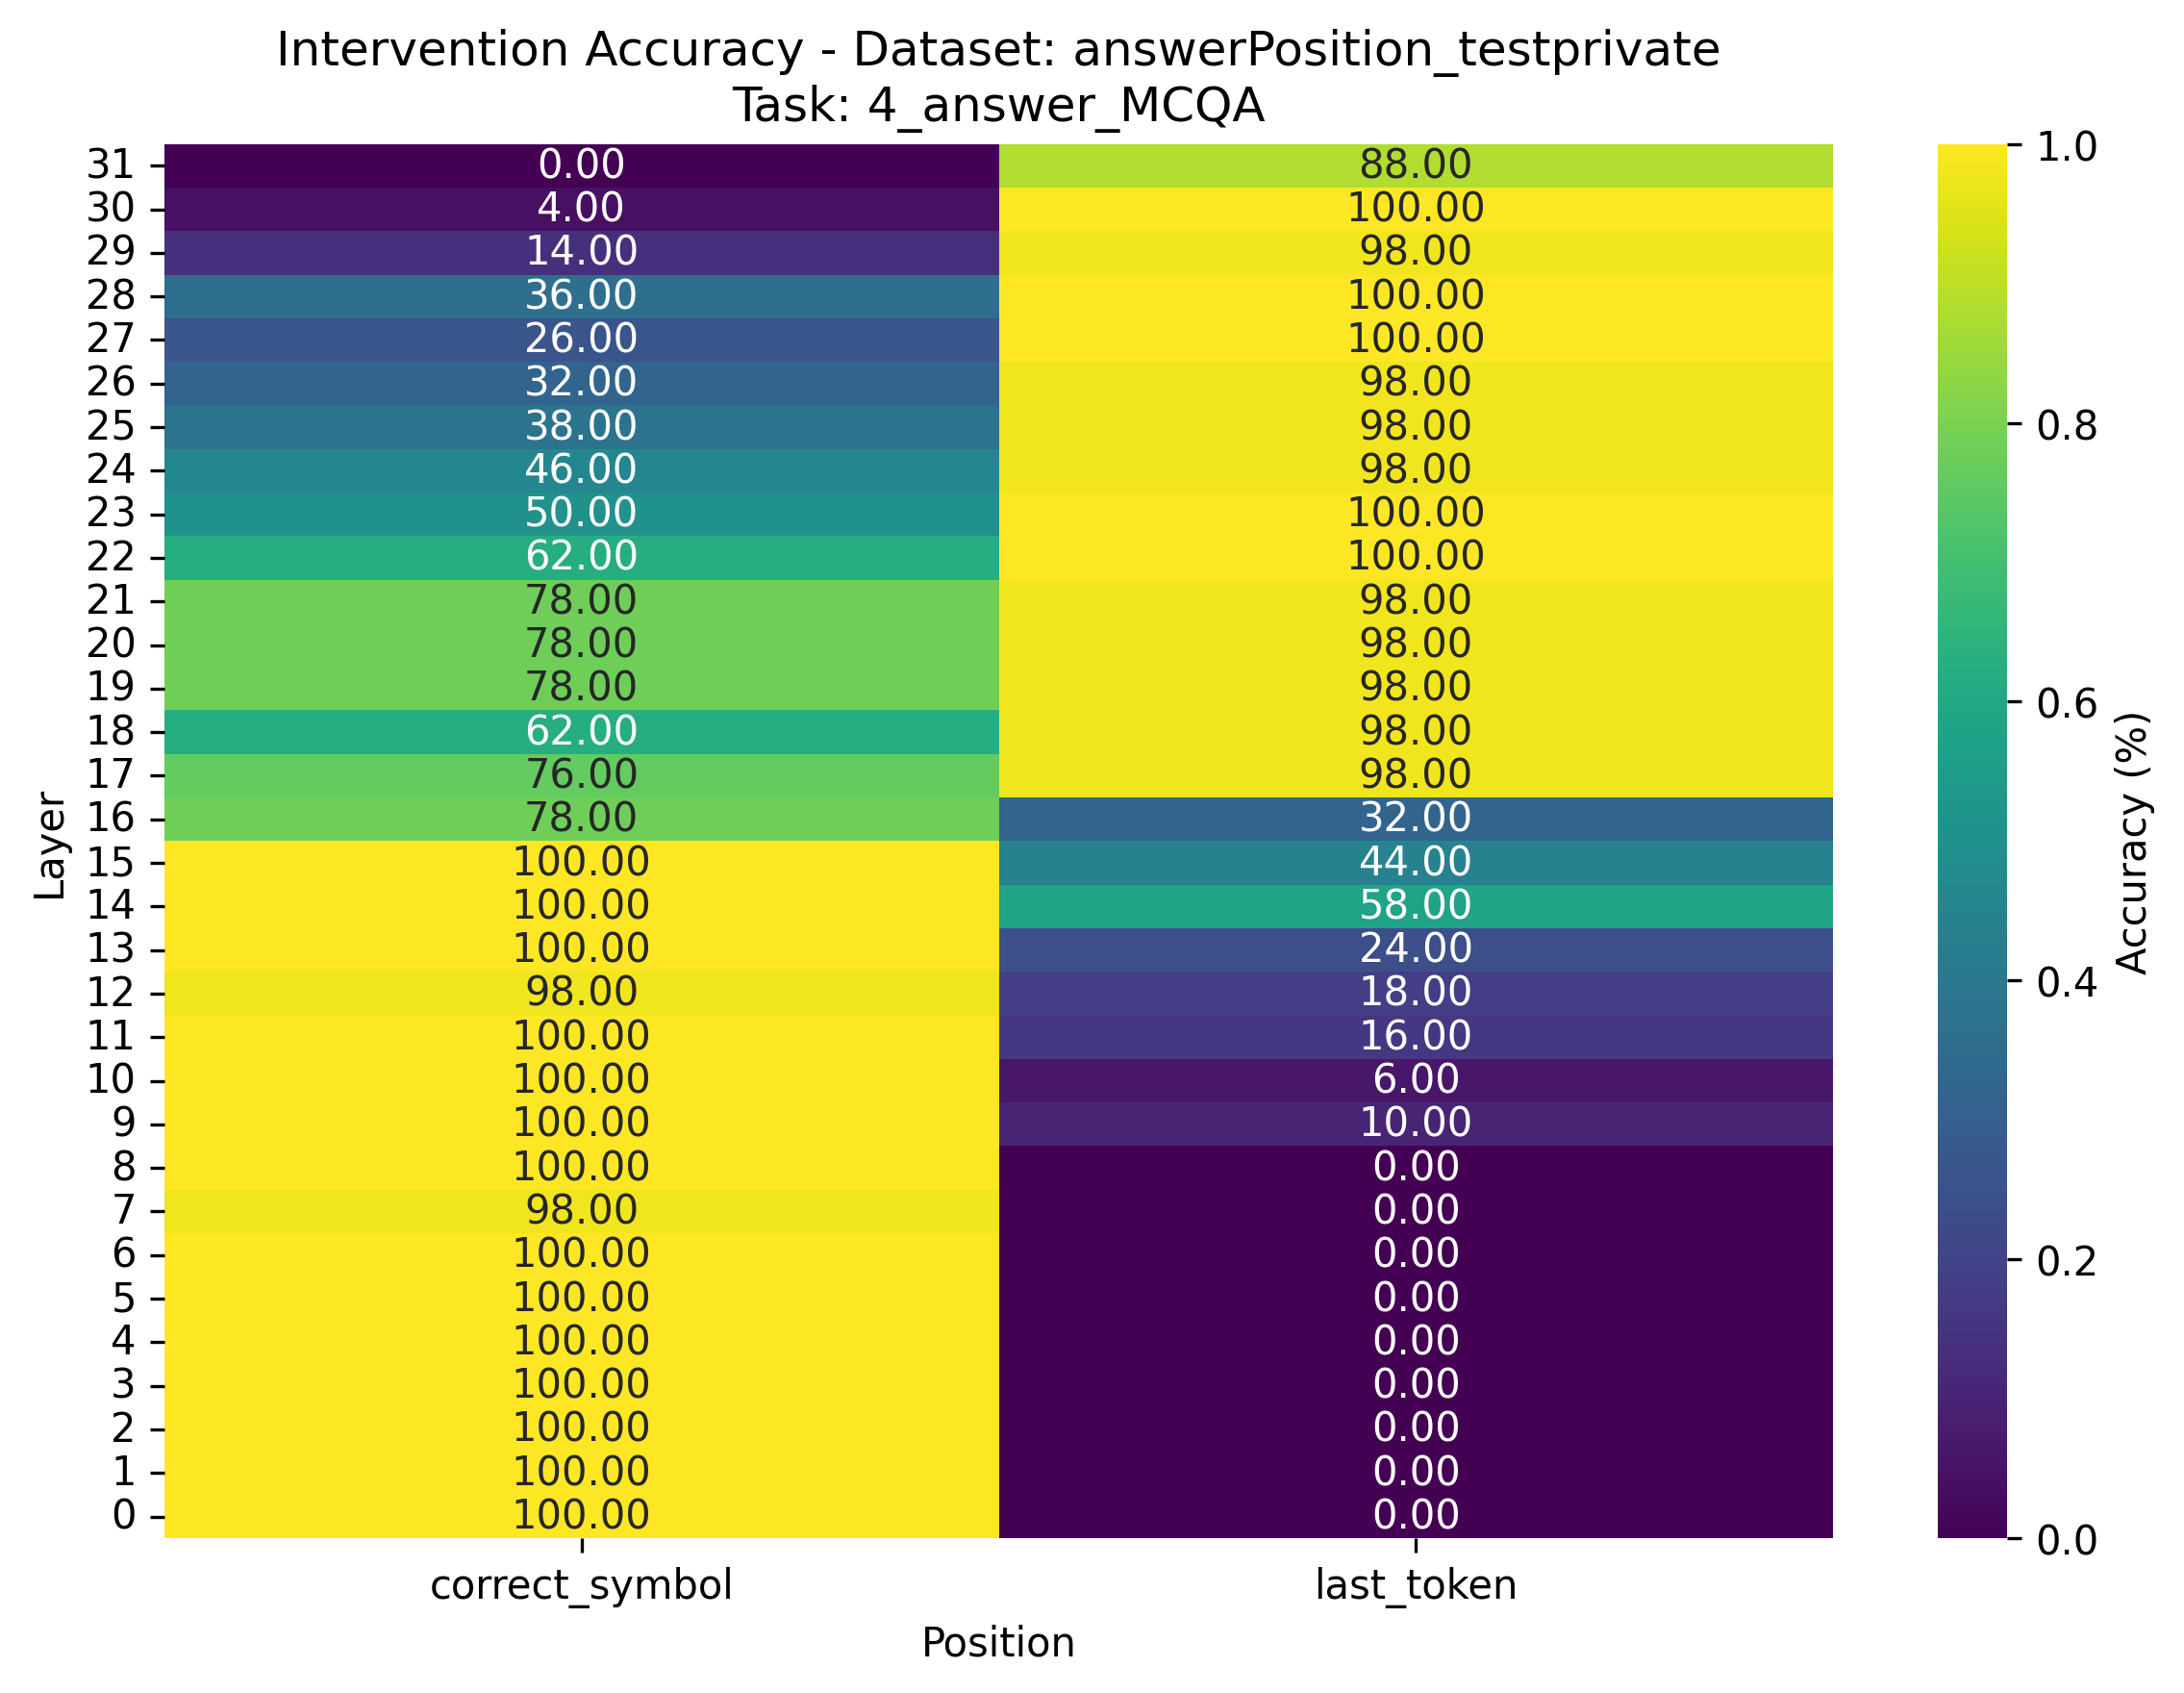 Intervention Accuracy - Dataset: answerPosition_testprivate
Task: 4_answer_MCQA
31 0.00 88.00
30 4.00 100.00
29 14.00 98.00
28 36.00 100.00
27 26.00 100.00
26 32.00 98.00
25 38.00 98.00
24 46.00 98.00
23 50.00 100.00
22 62.00 100.00
21 78.00 98.00
20 78.00 98.00
19 78.00 98.00
18 62.00 98.00
17 76.00 98.00
16 78.00 32.00
15 100.00 44.00
14 100.00 58.00
13 100.00 24.00
12 98.00 18.00
11 100.00 16.00
10 100.00 6.00
9 100.00 10.00
8 100.00 0.00
7 98.00 0.00
6 100.00 0.00
5 100.00 0.00
4 100.00 0.00
3 100.00 0.00
2 100.00 0.00
1 100.00 0.00
0 100.00 0.00
correct_symbol last_token
Position
Layer
1.0
0.8
0.6
0.4
0.2
0.0
Accuracy (%)